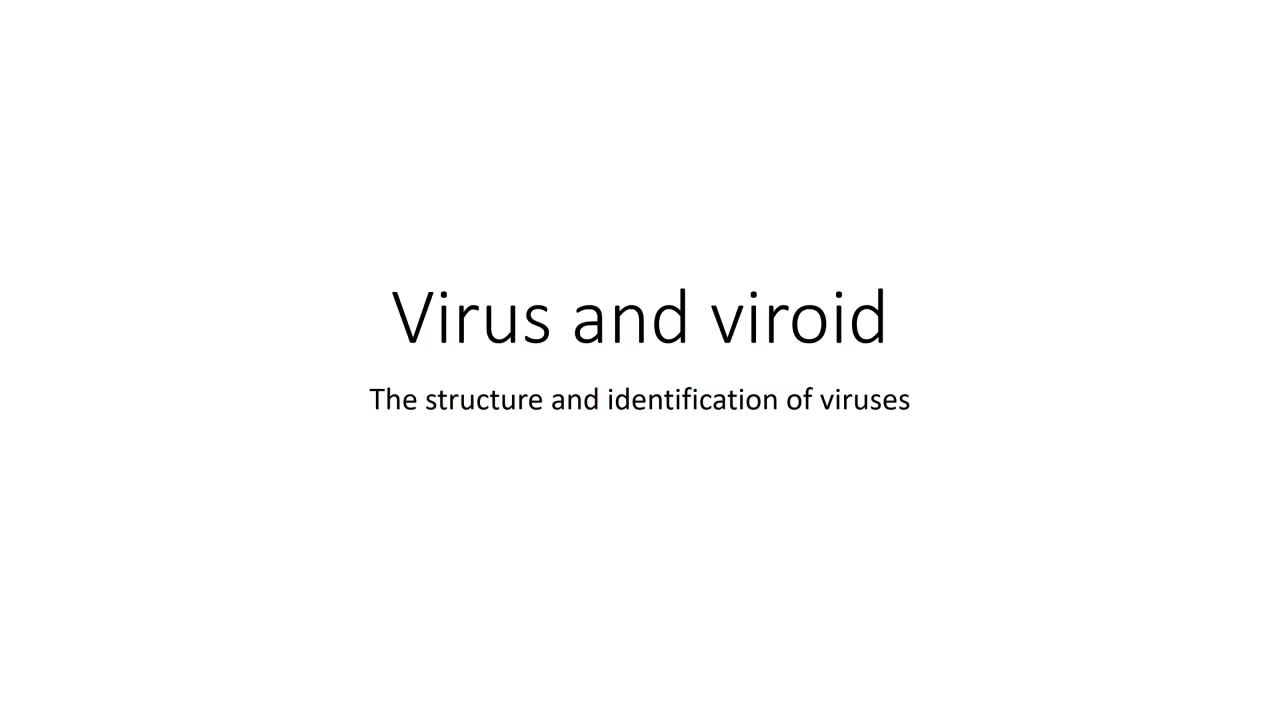 Virus and viroid
The structure and identification of viruses